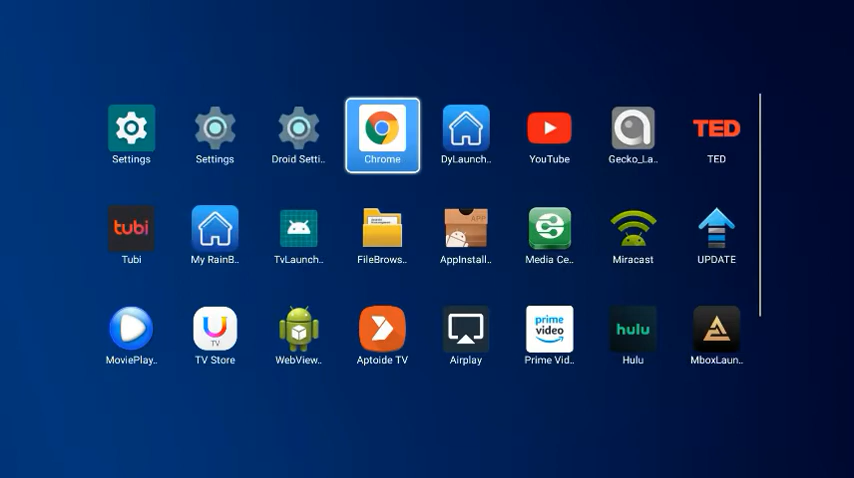 Settings
Settings
Droid Setti..
Chrome
DyLaunch..
YouTube
Gecko_La..
TED
TED
tubi
Tubi
My RainB..
TvLaunch..
FileBrows..
APP
AppInstall..
Media Ce..
Miracast
UPDATE
MoviePlay..
TV
TV Store
WebView..
Aptoide TV
Airplay
prime video
Prime Vid..
hulu
Hulu
MboxLaun..